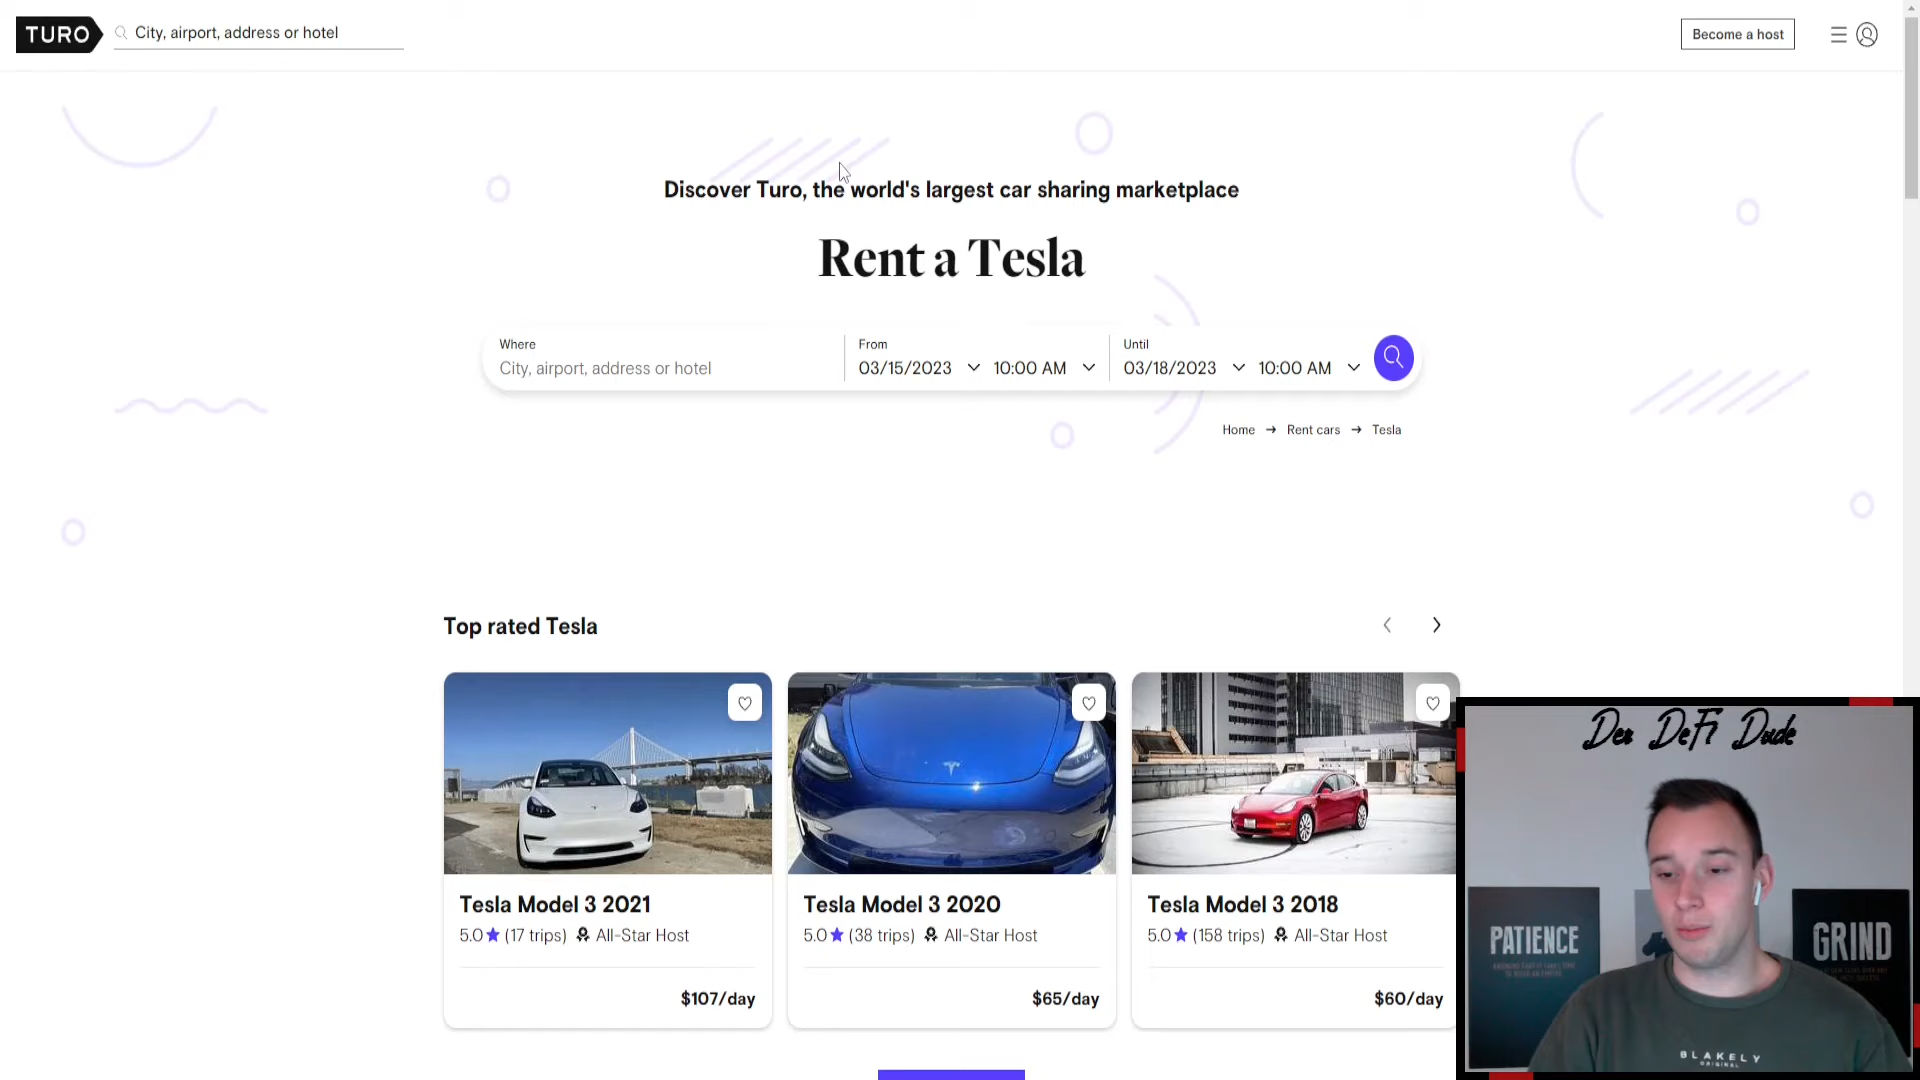 TURO
City, airport, address or hotel
Become a host
Discover Turo, the world's largest car sharing marketplace
Rent a Tesla
Where
City, airport, address or hotel
From
03/15/2023
10:00 AM
Until
03/18/2023
10:00 AM
Home → Rent cars → Tesla
Top rated Tesla
Tesla Model 3 2021
5.0 ★ (17 trips) All-Star Host
$107/day
Tesla Model 3 2020
5.0 ★ (38 trips) All-Star Host
$65/day
Tesla Model 3 2018
5.0 ★ (158 trips) All-Star Host
$60/day
Der DeFi Dude
PATIENCE
GRIND
BLAKELY
ORIGINAL